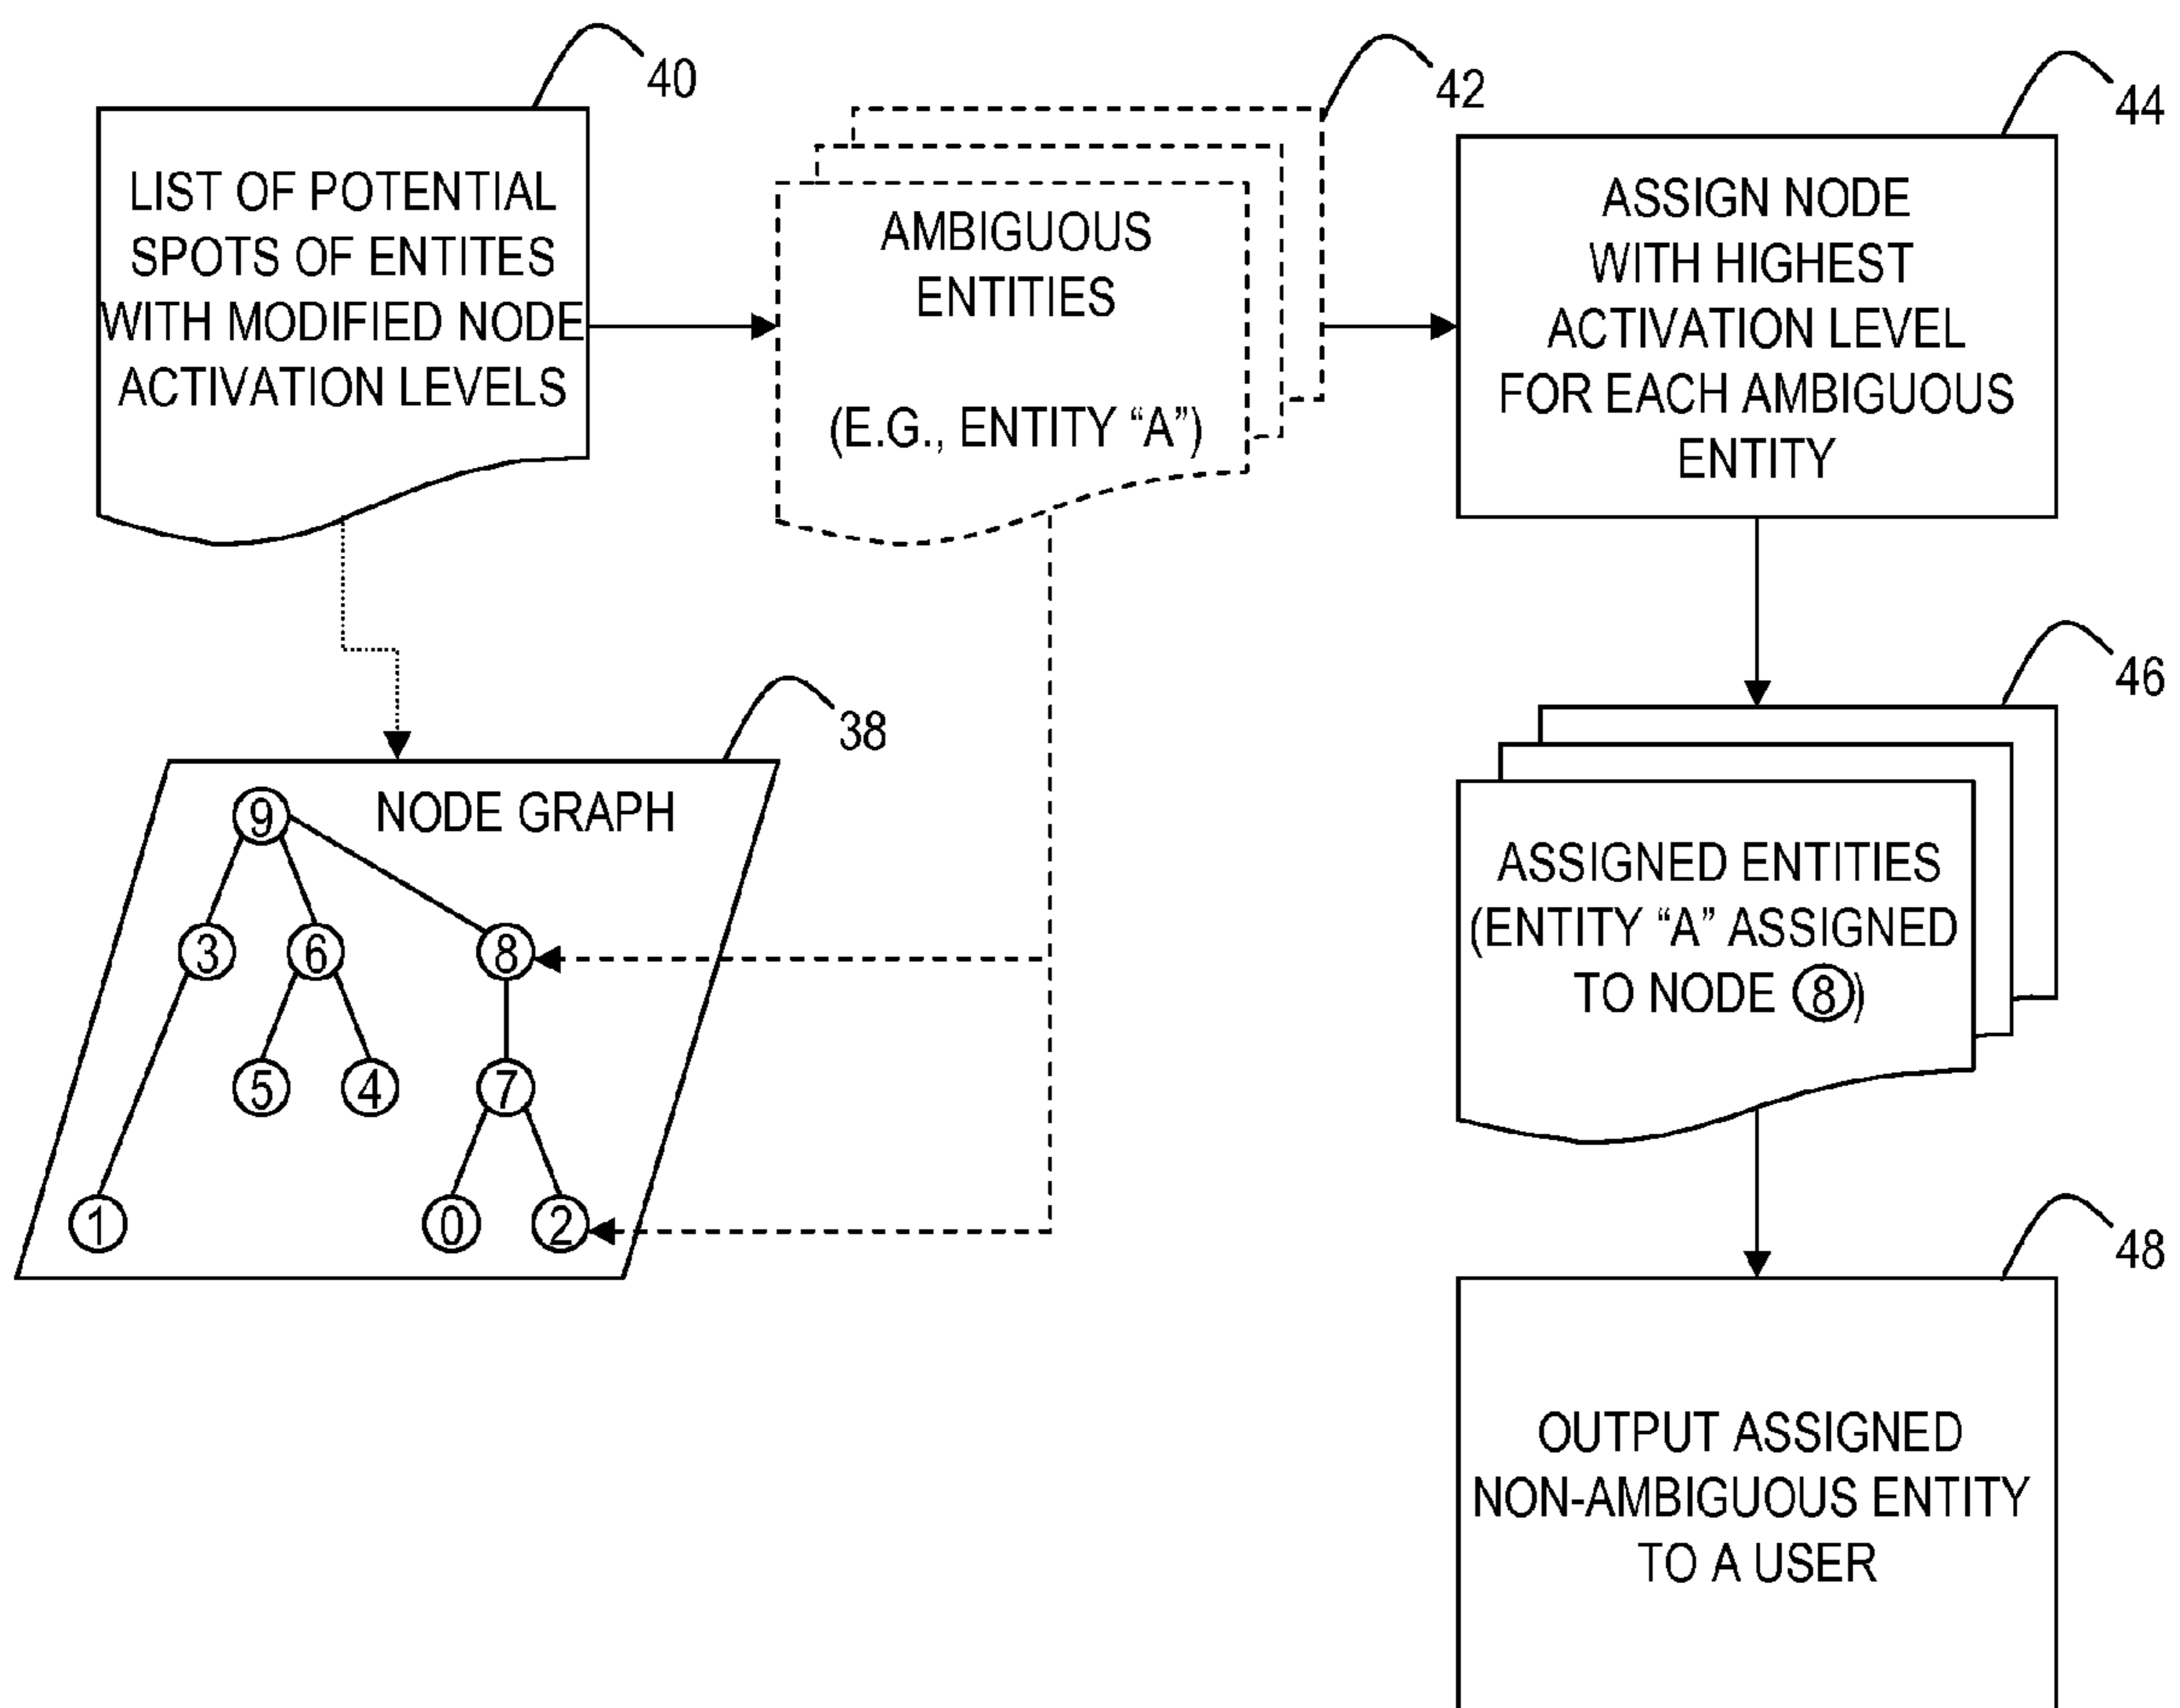 40
LIST OF POTENTIAL
SPOTS OF ENTITES
WITH MODIFIED NODE
ACTIVATION LEVELS
42
AMBIGUOUS
ENTITIES
(E.G., ENTITY “A”)
44
ASSIGN NODE
WITH HIGHEST
ACTIVATION LEVEL
FOR EACH AMBIGUOUS
ENTITY
38
NODE GRAPH
9
3 6 8
5 4 7
1 0 2
46
ASSIGNED ENTITIES
(ENTITY “A” ASSIGNED
TO NODE 8)
48
OUTPUT ASSIGNED
NON-AMBIGUOUS ENTITY
TO A USER